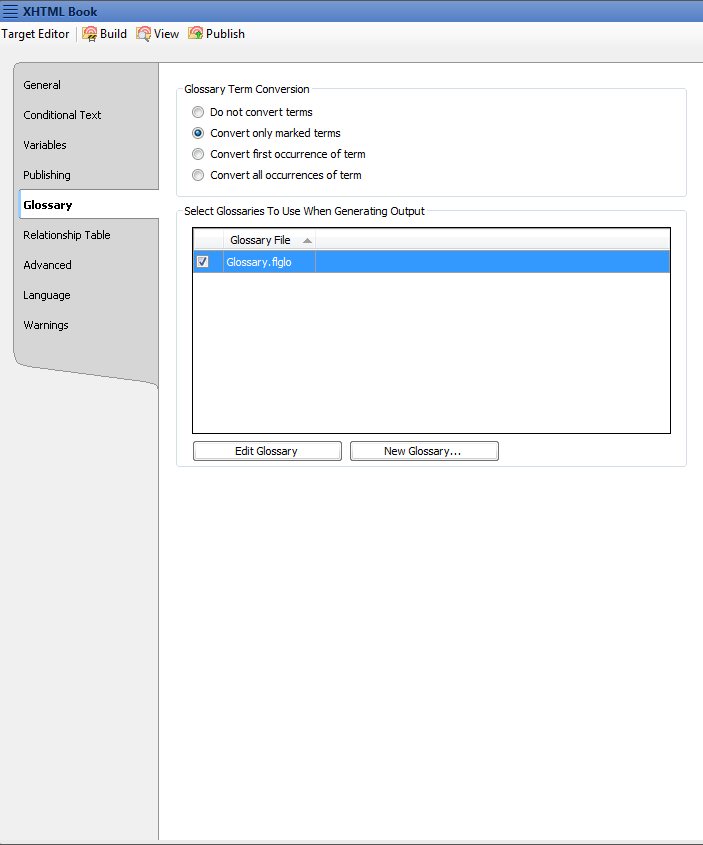 XHTML Book
Target Editor Build View Publish
General
Conditional Text
Variables
Publishing
Glossary
Relationship Table
Advanced
Language
Warnings
Glossary Term Conversion
Do not convert terms
Convert only marked terms
Convert first occurrence of term
Convert all occurrences of term
Select Glossaries To Use When Generating Output
Glossary File
Glossary.flglo
Edit Glossary New Glossary...